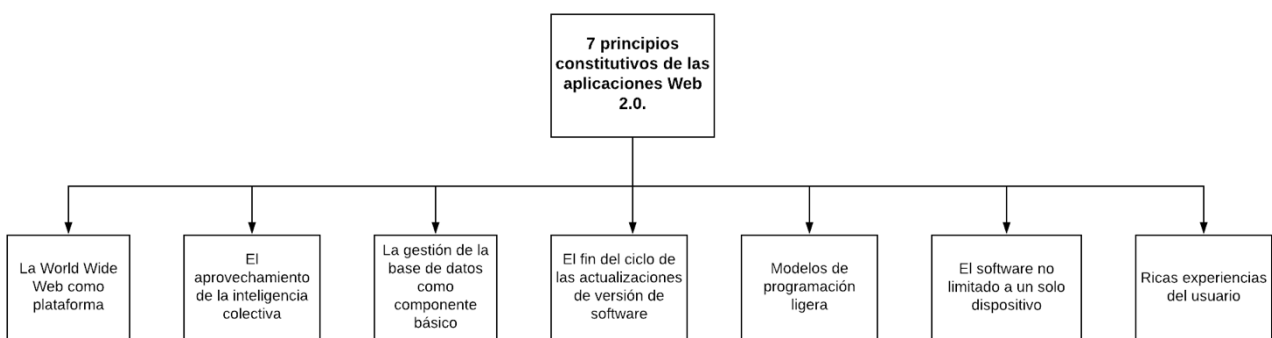 7 principios
constitutivos de las
aplicaciones Web
2.0.
La World Wide
Web como
plataforma
El
aprovechamiento
de la inteligencia
colectiva
La gestión de la
base de datos
como
componente
básico
El fin del ciclo de
las actualizaciones
de versión de
software
Modelos de
programación
ligera
El software no
limitado a un solo
dispositivo
Ricas experiencias
del usuario